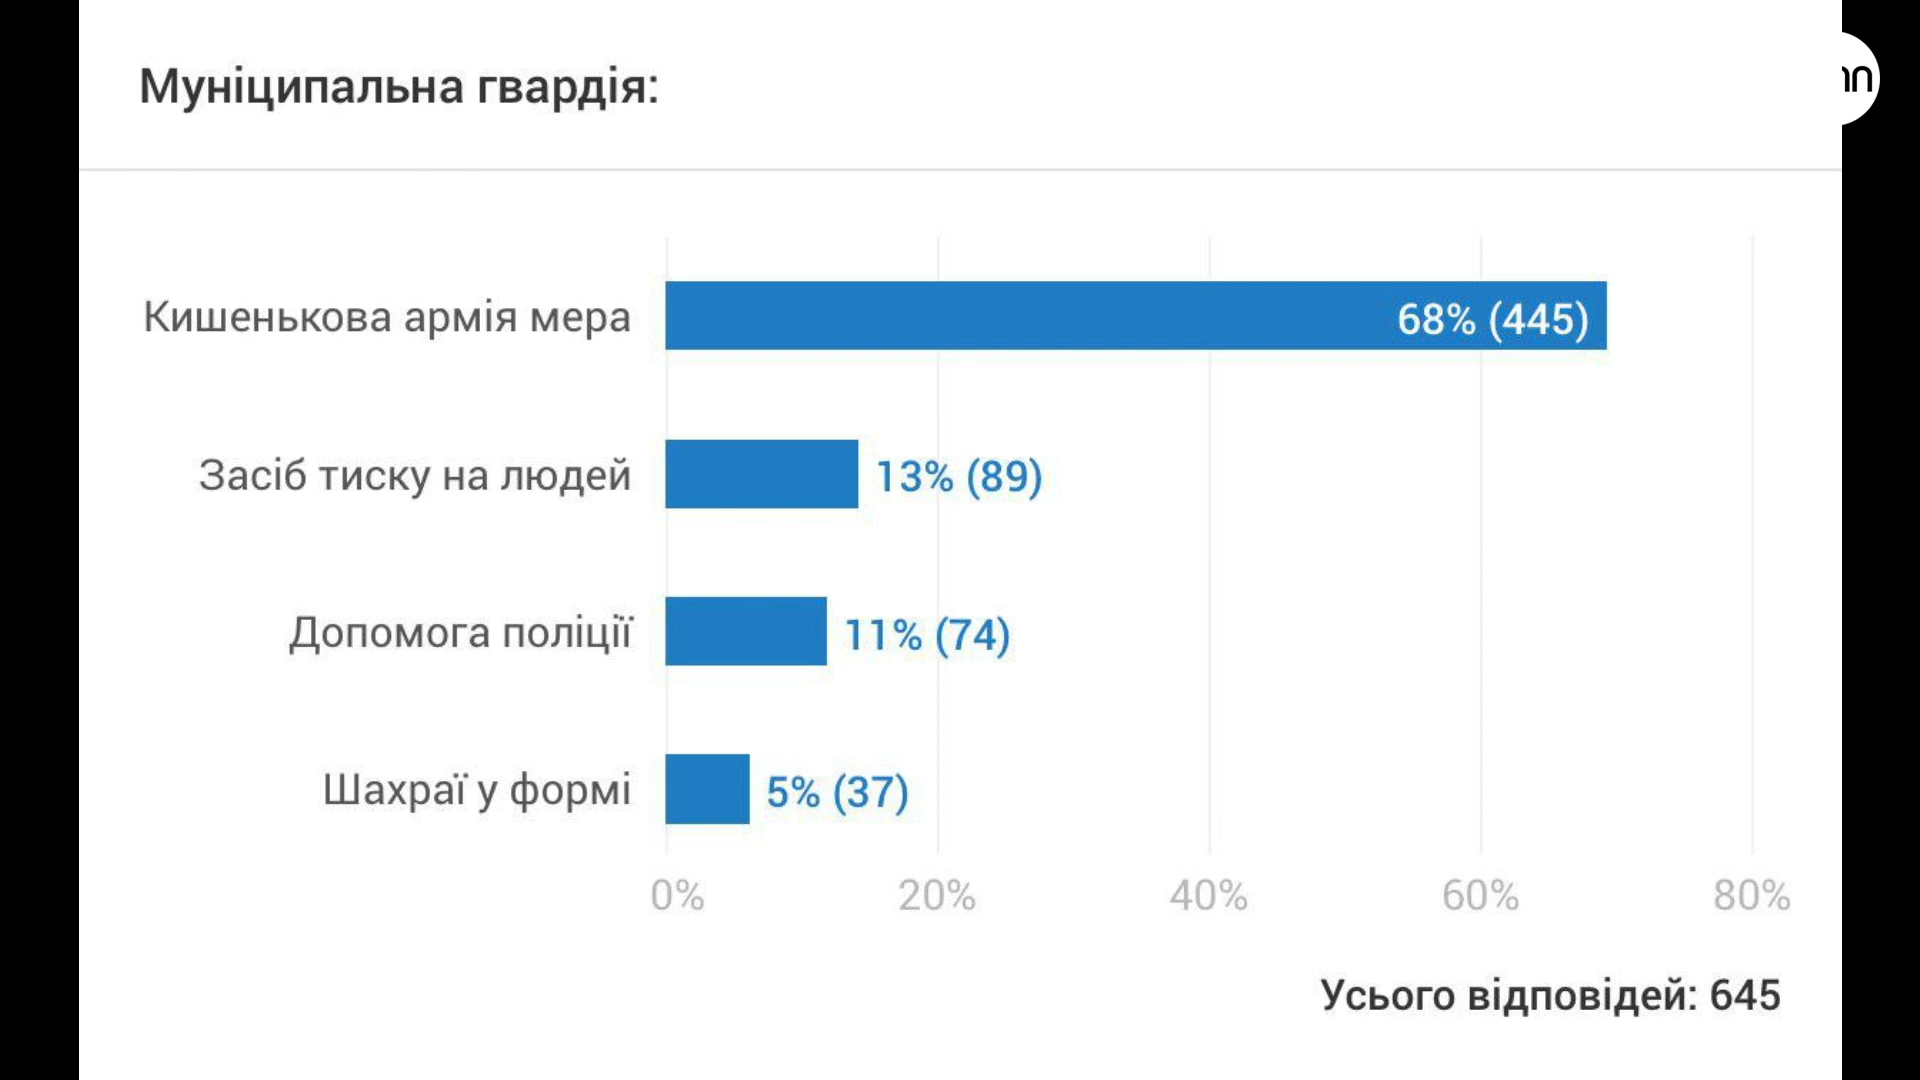 Муніципальна гвардія:
Кишенькова армія мера 68% (445)
Засіб тиску на людей 13% (89)
Допомога поліції 11% (74)
Шахраї у формі 5% (37)
0% 20% 40% 60% 80%
Усього відповідей: 645